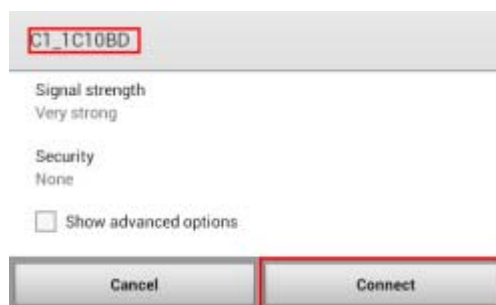 C1_1C10BD
Signal strength
Very strong
Security
None
Show advanced options
Cancel
Connect